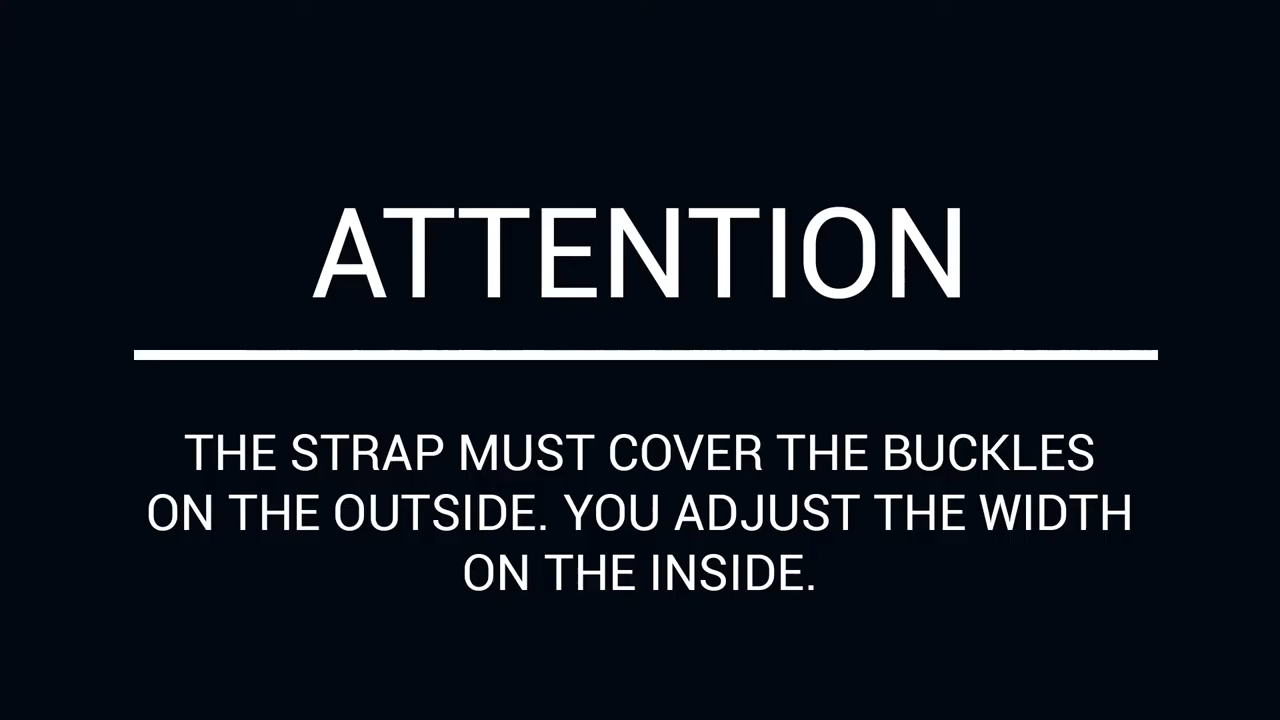 ATTENTION
THE STRAP MUST COVER THE BUCKLES
ON THE OUTSIDE. YOU ADJUST THE WIDTH
ON THE INSIDE.